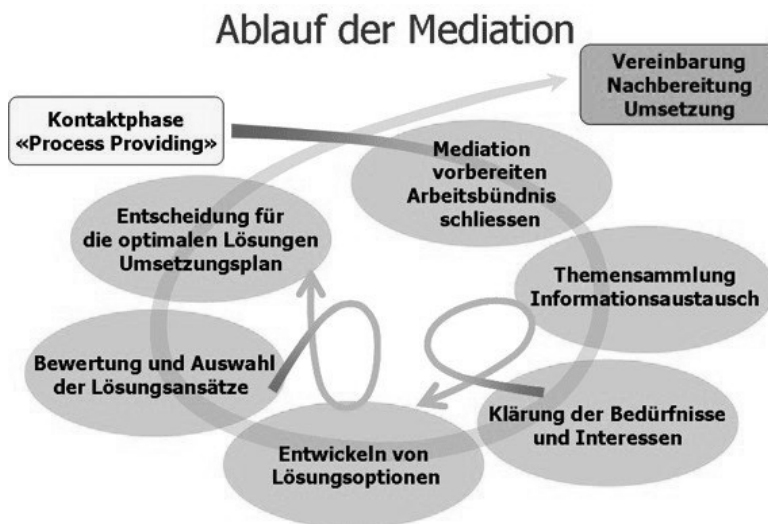 Ablauf der Mediation
Kontaktphase
«Process Providing»
Mediation
vorbereiten
Arbeitsbündnis
schliessen
Themensammlung
Informationsaustausch
Klärung der Bedürfnisse
und Interessen
Entwickeln von
Lösungsoptionen
Bewertung und Auswahl
der Lösungsansätze
Entscheidung für
die optimalen Lösungen
Umsetzungsplan
Vereinbarung
Nachbereitung
Umsetzung